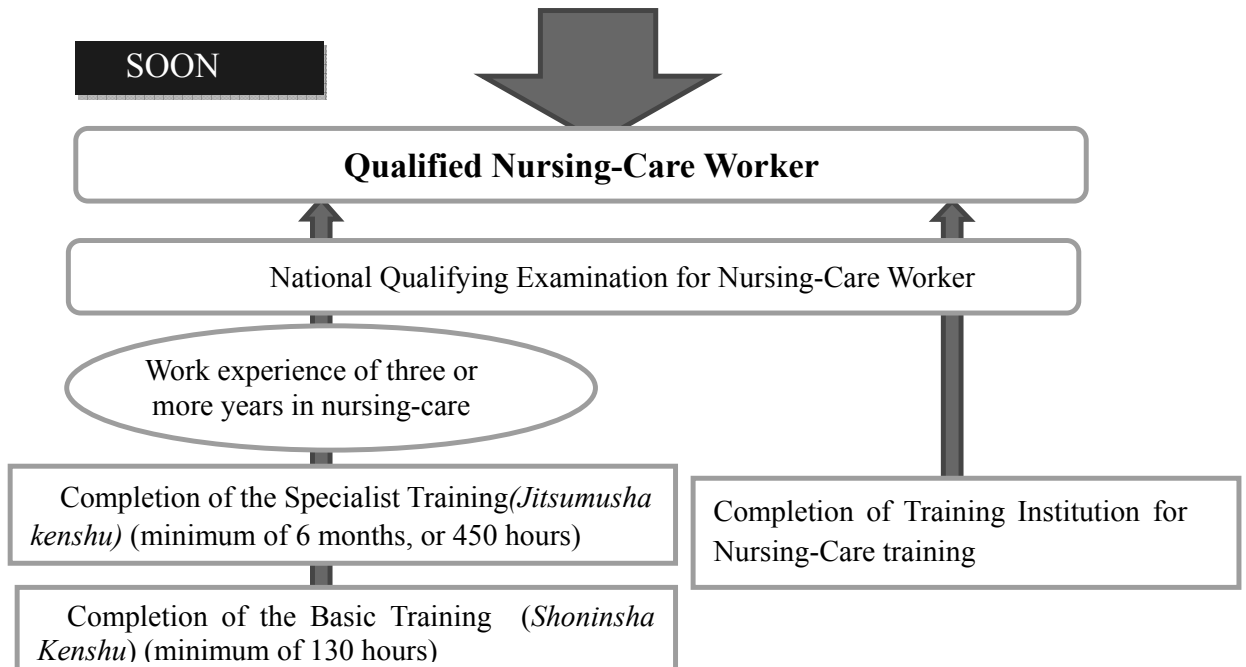 SOON
Qualified Nursing-Care Worker
National Qualifying Examination for Nursing-Care Worker
Work experience of three or
more years in nursing-care
Completion of the Specialist Training(Jitsumusha
kenshu) (minimum of 6 months, or 450 hours)
Completion of Training Institution for
Nursing-Care training
Completion of the Basic Training (Shoninsha
Kenshu) (minimum of 130 hours)